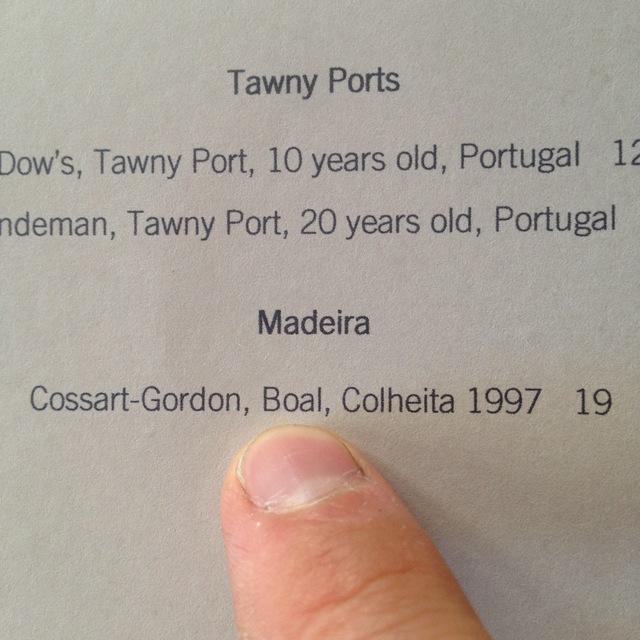 Tawny Ports
Dow's, Tawny Port, 10 years old, Portugal 12
ndeman, Tawny Port, 20 years old, Portugal
Madeira
Cossart-Gordon, Boal, Colheita 1997 19